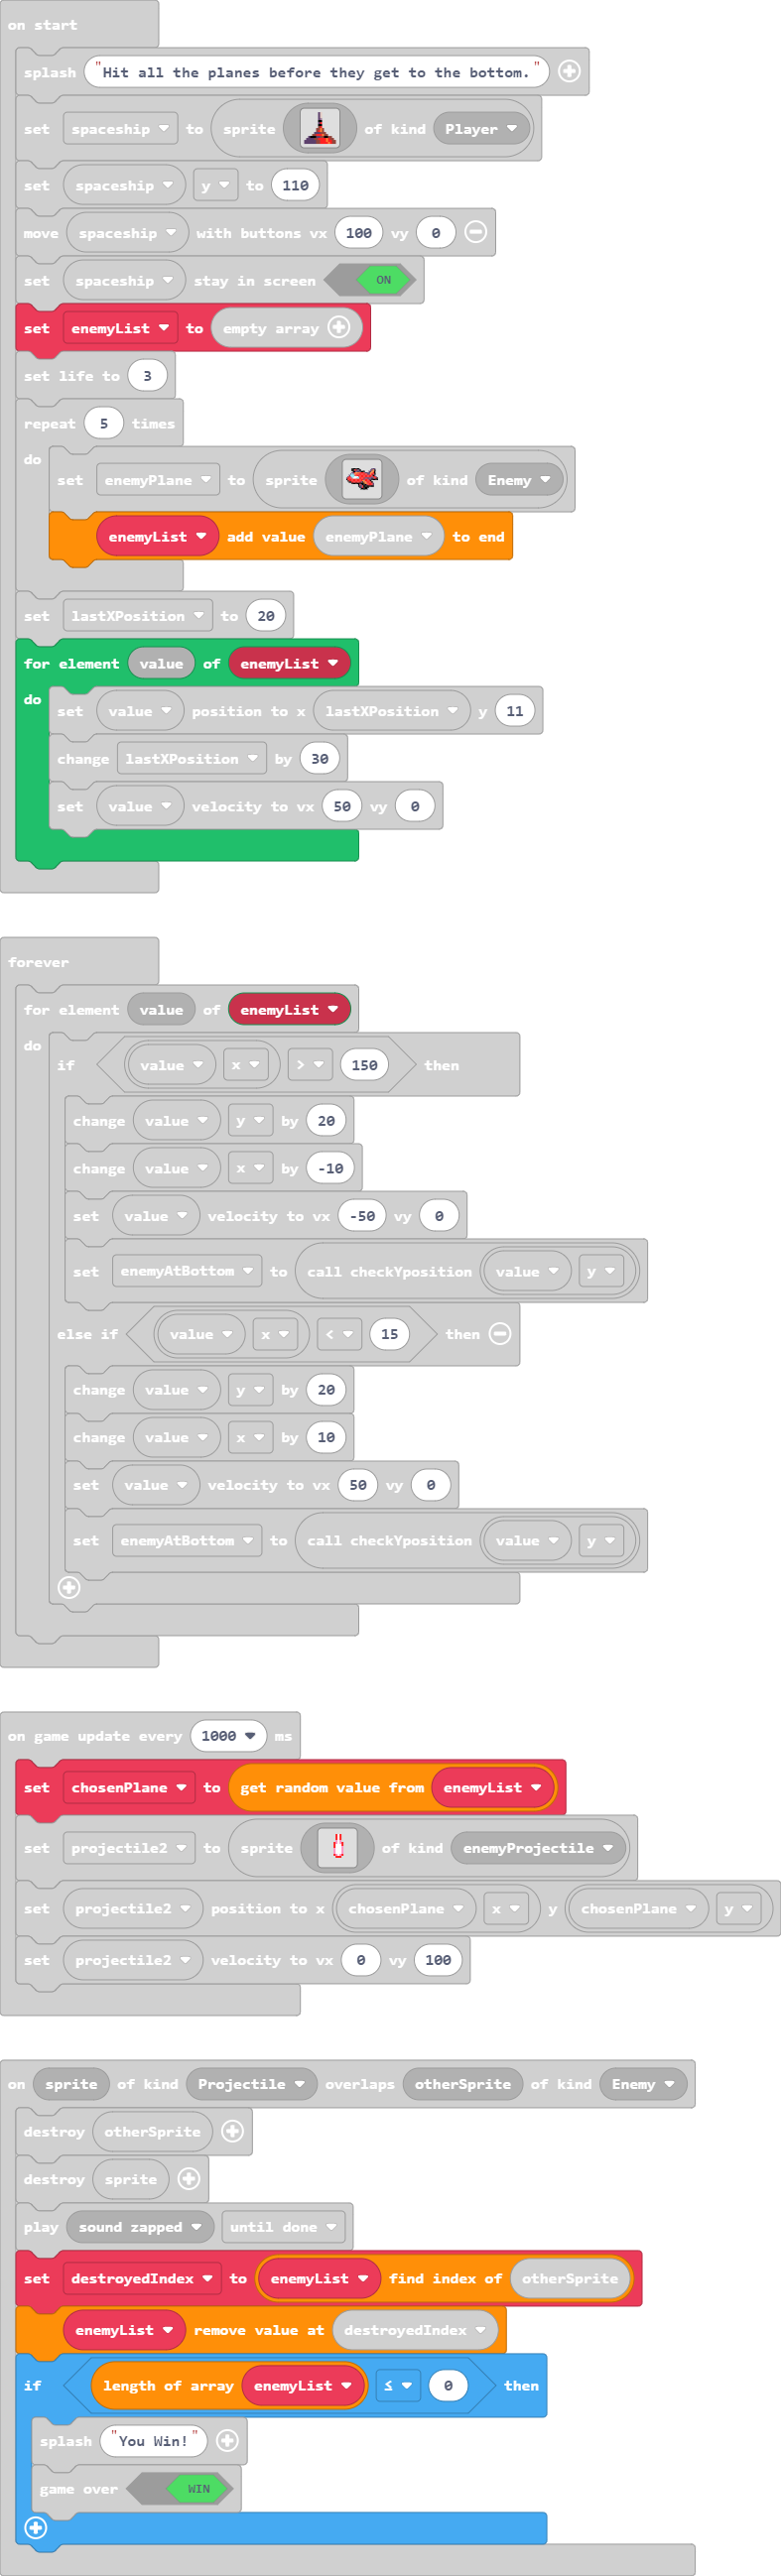 on start
splash "Hit all the planes before they get to the bottom."
set spaceship to sprite of kind Player
set spaceship y to 110
move spaceship with buttons vx 100 vy 0
set spaceship stay in screen ON
set enemyList to empty array
set life to 3
repeat 5 times
do
set enemyPlane to sprite of kind Enemy
enemyList add value enemyPlane to end
set lastXPosition to 20
for element value of enemyList
do
set value position to x lastXPosition y 11
change lastXPosition by 30
set value velocity to vx 50 vy 0
forever
for element value of enemyList
do
if value x > 150 then
change value y by 20
change value x by -10
set value velocity to vx -50 vy 0
set enemyAtBottom to call checkYposition value y
else if value x < 15 then
change value y by 20
change value x by 10
set value velocity to vx 50 vy 0
set enemyAtBottom to call checkYposition value y
on game update every 1000 ms
set chosenPlane to get random value from enemyList
set projectile2 to sprite of kind enemyProjectile
set projectile2 position to x chosenPlane x y chosenPlane y
set projectile2 velocity to vx 0 vy 100
on sprite of kind Projectile overlaps otherSprite of kind Enemy
destroy otherSprite
destroy sprite
play sound zapped until done
set destroyedIndex to enemyList find index of otherSprite
enemyList remove value at destroyedIndex
if length of array enemyList ≤ 0 then
splash "You Win!"
game over WIN